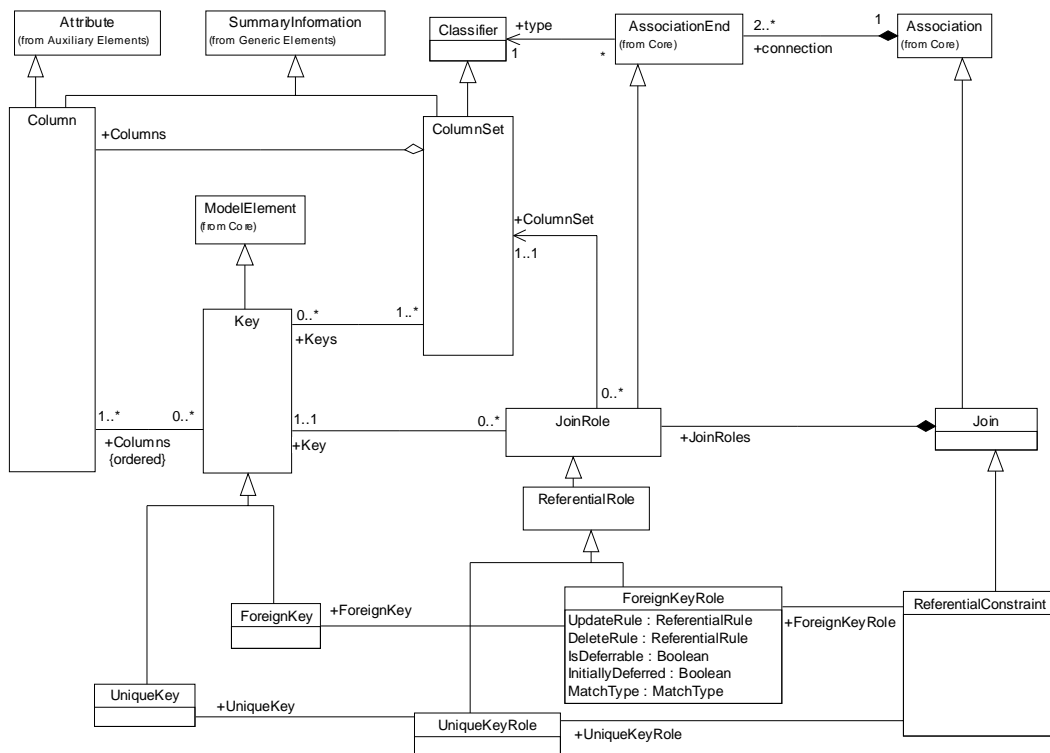 Attribute
(from Auxiliary Elements)
SummaryInformation
(from Generic Elements)
Classifier
+type
1
*
AssociationEnd
(from Core)
2..*
+connection
1
Association
(from Core)
Column
+Columns
ColumnSet
ModelElement
(from Core)
+ColumnSet
1..1
Key
0..*
+Keys
1..*
0..*
1..*
+Columns
{ordered}
0..*
1..1
+Key
0..*
JoinRole
+JoinRoles
Join
ReferentialRole
ForeignKey
+ForeignKey
ForeignKeyRole
UpdateRule : ReferentialRule
DeleteRule : ReferentialRule
IsDeferrable : Boolean
InitiallyDeferred : Boolean
MatchType : MatchType
+ForeignKeyRole
ReferentialConstraint
UniqueKey
+UniqueKey
UniqueKeyRole
+UniqueKeyRole